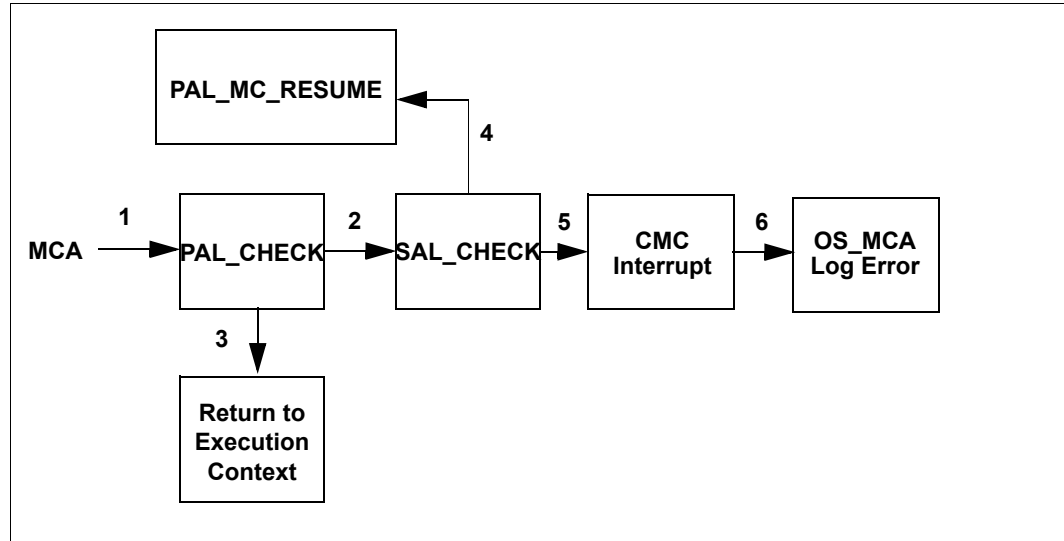 PAL_MC_RESUME
4
MCA
1
PAL_CHECK
2
SAL_CHECK
5
CMC
Interrupt
6
OS_MCA
Log Error
3
Return to
Execution
Context